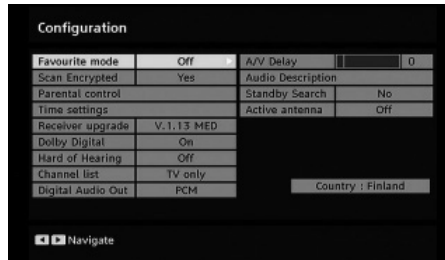 Configuration
Favourite mode Off
Scan Encrypted Yes
Parental control
Time settings
Receiver upgrade V.1.13 MED
Dolby Digital On
Hard of Hearing Off
Channel list TV only
Digital Audio Out PCM
A/V Delay 0
Audio Description
Standby Search No
Active antenna Off
Country : Finland
Navigate